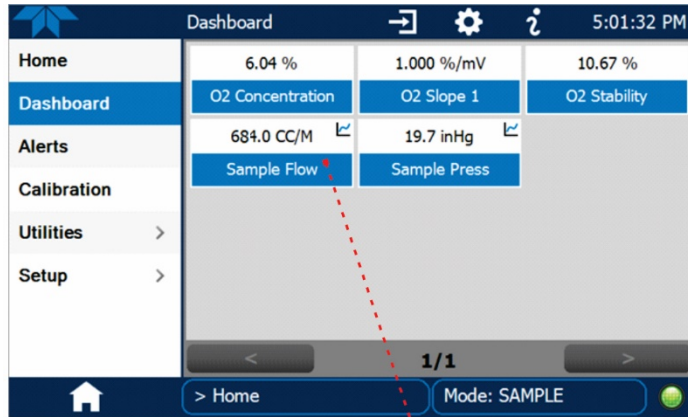 Dashboard
5:01:32 PM
Home
Dashboard
Alerts
Calibration
Utilities >
Setup >
6.04 %
O2 Concentration
1.000 %/mV
O2 Slope 1
10.67 %
O2 Stability
684.0 CC/M
Sample Flow
19.7 inHg
Sample Press
< 1/1 >
> Home
Mode: SAMPLE